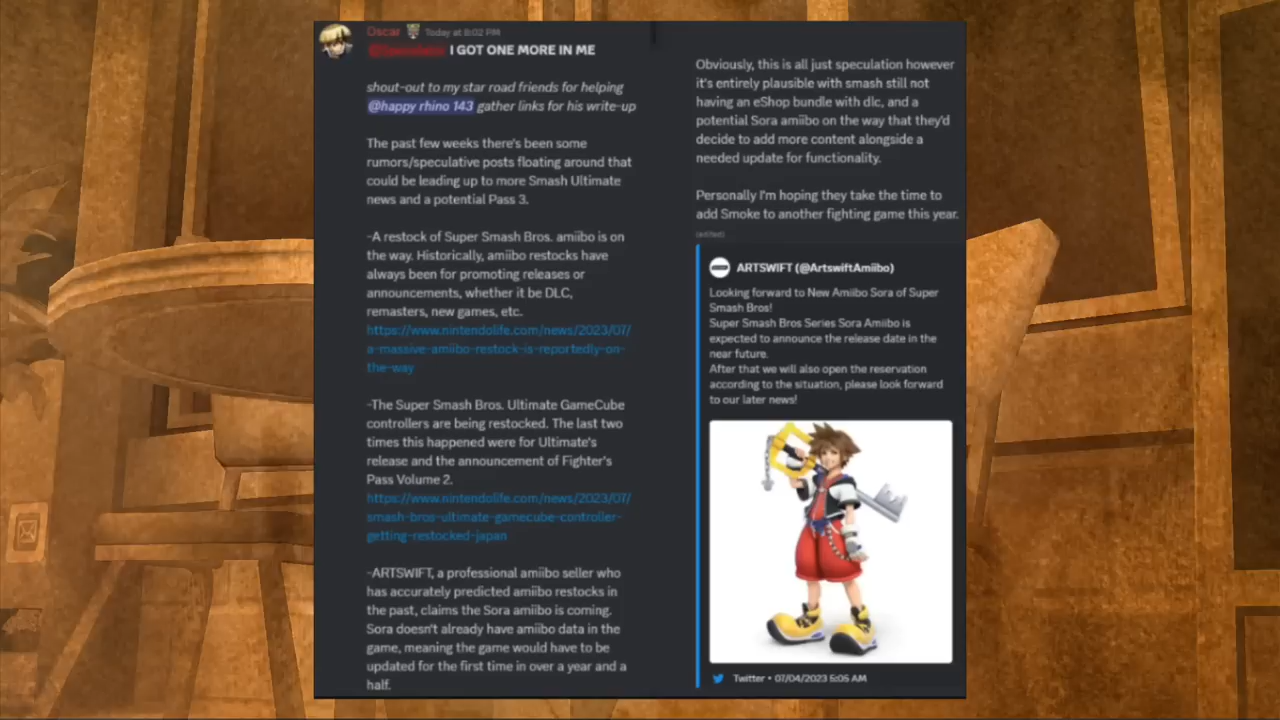 Oscar Today at 8:02 PM
I GOT ONE MORE IN ME
shout-out to my star road friends for helping
@happy rhino 143 gather links for his write-up
The past few weeks there's been some
rumors/speculative posts floating around that
could be leading up to more Smash Ultimate
news and a potential Pass 3.
-A restock of Super Smash Bros. amiibo is on
the way. Historically, amiibo restocks have
always been for promoting releases or
announcements, whether it be DLC,
remasters, new games, etc.
https://www.nintendolife.com/news/2023/07/
a-massive-amiibo-restock-is-reportedly-on-
the-way
-The Super Smash Bros. Ultimate GameCube
controllers are being restocked. The last two
times this happened were for Ultimate's
release and the announcement of Fighter's
Pass Volume 2.
https://www.nintendolife.com/news/2023/07/
smash-bros-ultimate-gamecube-controller-
getting-restocked-japan
-ARTSWIFT, a professional amiibo seller who
has accurately predicted amiibo restocks in
the past, claims the Sora amiibo is coming.
Sora doesn't already have amiibo data in the
game, meaning the game would have to be
updated for the first time in over a year and a
half.
Obviously, this is all just speculation however
it's entirely plausible with smash still not
having an eShop bundle with dlc, and a
potential Sora amiibo on the way that they'd
decide to add more content alongside a
needed update for functionality.
Personally I'm hoping they take the time to
add Smoke to another fighting game this year.
(edited)
ARTSWIFT (@ArtswiftAmiibo)
Looking forward to New Amiibo Sora of Super
Smash Bros!
Super Smash Bros Series Sora Amiibo is
expected to announce the release date in the
near future.
After that we will also open the reservation
according to the situation, please look forward
to our later news!
Twitter • 07/04/2023 5:05 AM